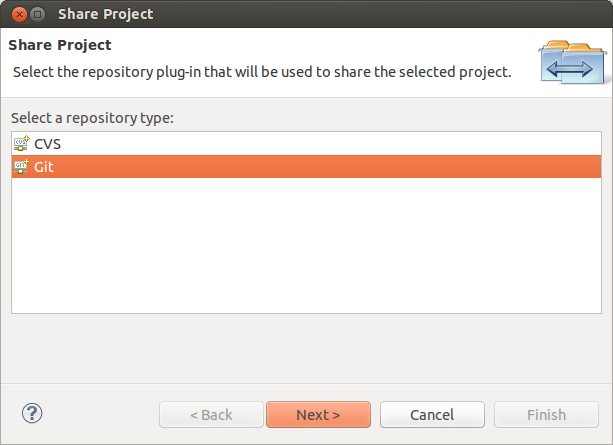 Share Project
Share Project
Select the repository plug-in that will be used to share the selected project.
Select a repository type:
CVS
Git
?
< Back
Next >
Cancel
Finish